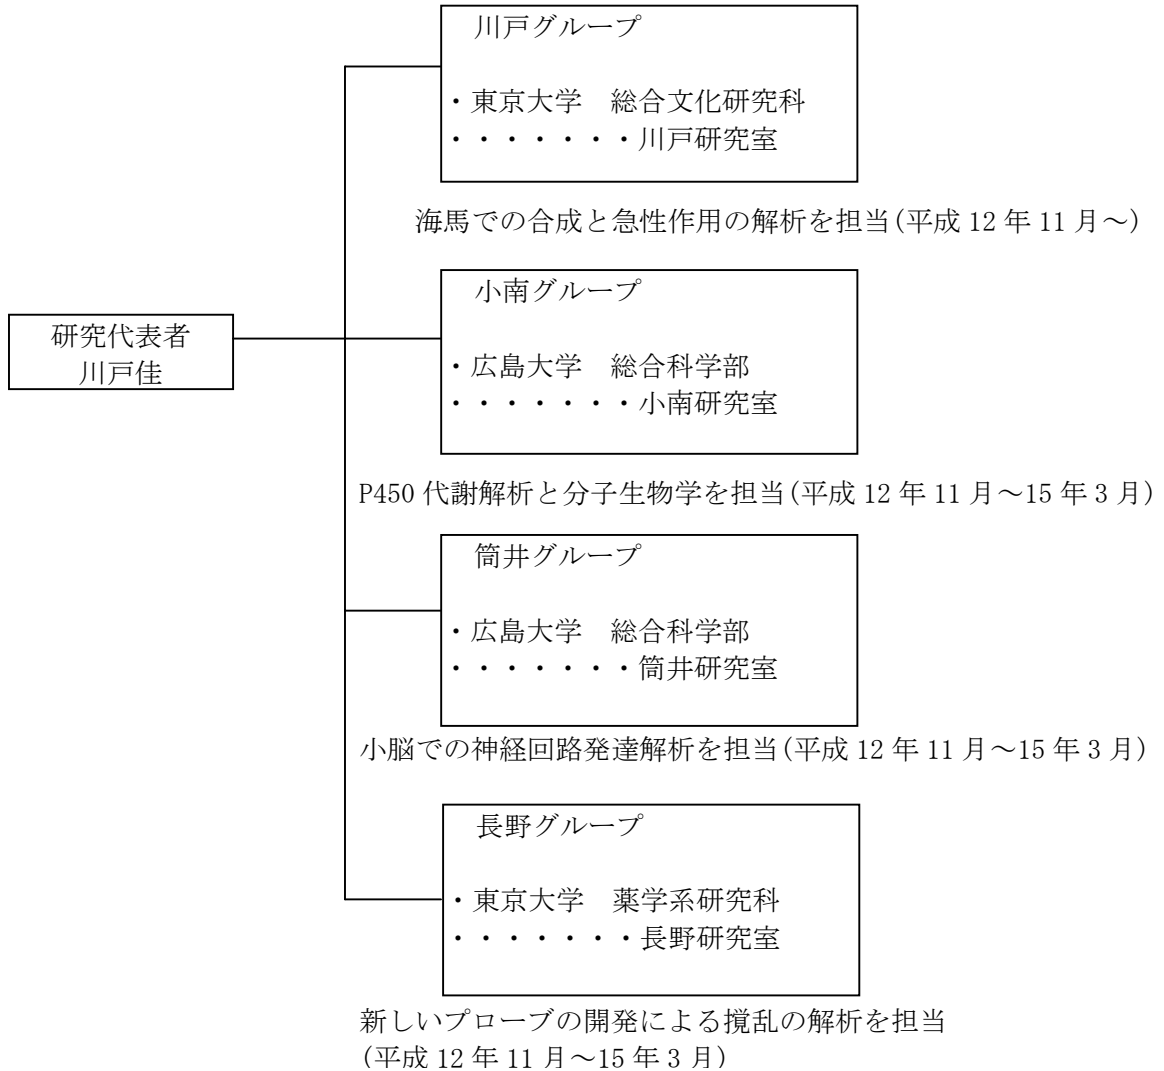 川戸グループ
・東京大学　総合文化研究科
・・・・・・・川戸研究室
海馬での合成と急性作用の解析を担当(平成 12 年 11 月～)
研究代表者
川戸佳
小南グループ
・広島大学　総合科学部
・・・・・・・小南研究室
P450 代謝解析と分子生物学を担当(平成 12 年 11 月～15 年 3 月)
筒井グループ
・広島大学　総合科学部
・・・・・・・筒井研究室
小脳での神経回路発達解析を担当(平成 12 年 11 月～15 年 3 月)
長野グループ
・東京大学　薬学系研究科
・・・・・・・長野研究室
新しいプローブの開発による撹乱の解析を担当
(平成 12 年 11 月～15 年 3 月)